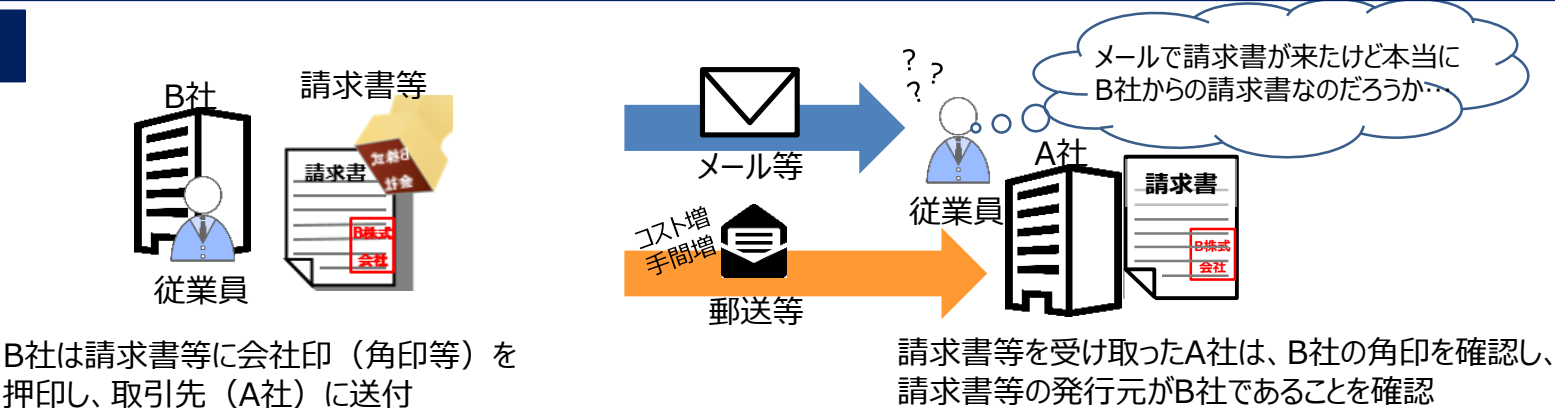 B社
請求書等
請求書
B株式
会社
従業員
B社は請求書等に会社印（角印等）を
押印し、取引先（A社）に送付
メール等
コスト増
手間増
郵送等
? ?
?
メールで請求書が来たけど本当に
B社からの請求書なのだろうか…
従業員
A社
請求書
B株式
会社
請求書等を受け取ったA社は、B社の角印を確認し、
請求書等の発行元がB社であることを確認